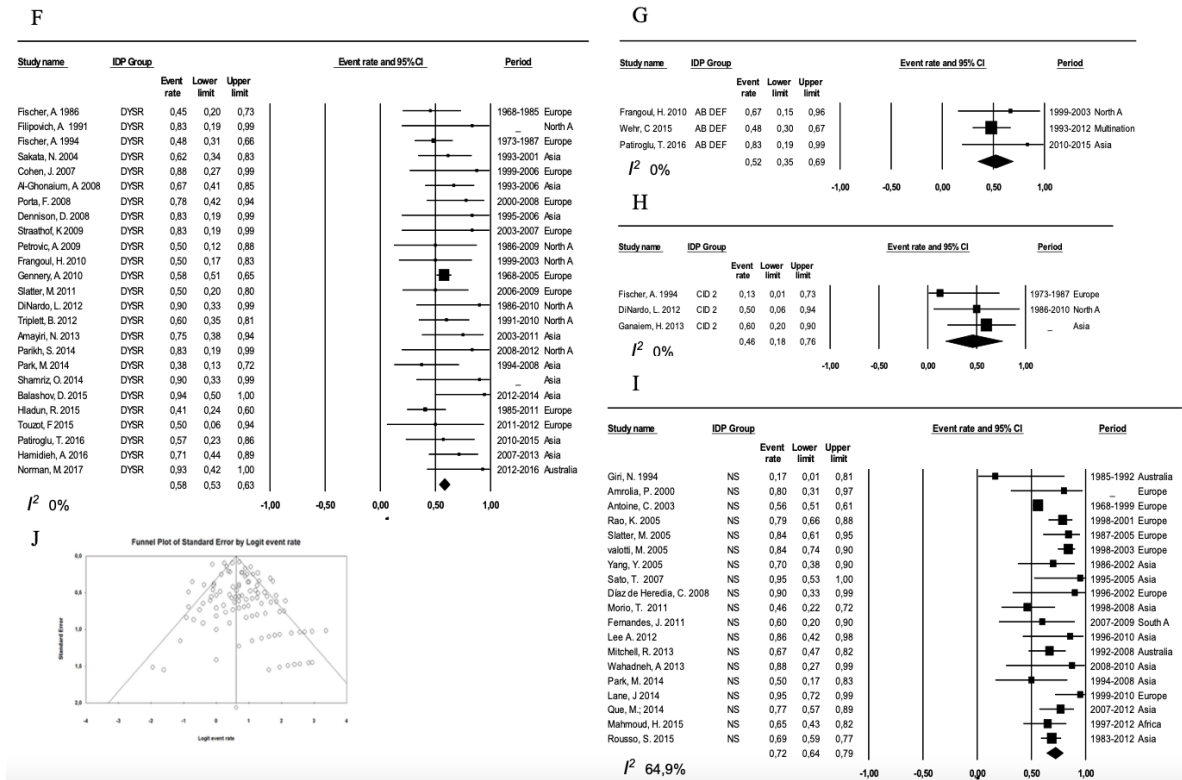 F
Study name IDP Group Event rate and 95%CI Period
Event rate Lower limit Upper limit
Fischer, A. 1986 DYSR 0,45 0,20 0,73 1968-1985 Europe
Filipovich, A 1991 DYSR 0,83 0,19 0,99 _ North A
Fischer, A. 1994 DYSR 0,48 0,31 0,66 1973-1987 Europe
Sakata, N. 2004 DYSR 0,62 0,34 0,83 1993-2001 Asia
Cohen, J. 2007 DYSR 0,88 0,27 0,99 1999-2006 Europe
Al-Ghonaium, A. 2008 DYSR 0,67 0,41 0,85 1993-2006 Asia
Porta, F. 2008 DYSR 0,78 0,42 0,94 2000-2008 Europe
Dennison, D. 2008 DYSR 0,83 0,19 0,99 1995-2006 Asia
Straathof, K 2009 DYSR 0,83 0,19 0,99 2003-2007 Europe
Petrovic, A 2009 DYSR 0,50 0,12 0,88 1986-2009 North A
Frangoul, H. 2010 DYSR 0,50 0,17 0,83 1999-2003 North A
Gennery, A 2010 DYSR 0,58 0,51 0,65 1968-2005 Europe
Slatter, M. 2011 DYSR 0,50 0,20 0,80 2006-2009 Europe
DiNardo, L. 2012 DYSR 0,90 0,33 0,99 1986-2010 North A
Triplett, B. 2012 DYSR 0,60 0,35 0,81 1991-2010 North A
Amayiri, N. 2013 DYSR 0,75 0,38 0,94 2003-2011 Asia
Parikh, S. 2014 DYSR 0,83 0,19 0,99 2008-2012 North A
Park, M. 2014 DYSR 0,38 0,13 0,72 1994-2008 Asia
Shamriz, O. 2014 DYSR 0,90 0,33 0,99 _ Asia
Balashov, D. 2015 DYSR 0,94 0,50 1,00 2012-2014 Asia
Hladun, R. 2015 DYSR 0,41 0,24 0,60 1985-2011 Europe
Touzot, F 2015 DYSR 0,50 0,06 0,94 2011-2012 Europe
Patiroglu, T. 2016 DYSR 0,57 0,23 0,86 2010-2015 Asia
Hamidieh, A 2016 DYSR 0,71 0,44 0,89 2007-2013 Asia
Norman, M. 2017 DYSR 0,93 0,42 1,00 2012-2016 Australia
0,58 0,53 0,63
I² 0%
-1,00 -0,50 0,00 0,50 1,00
J
Funnel Plot of Standard Error by Logit event rate
Standard Error
0,0
0,5
1,0
1,5
2,0
-4 -3 -2 -1 0 1 2 3 4
Logit event rate
G
Study name IDP Group Event rate and 95% CI Period
Event rate Lower limit Upper limit
Frangoul, H. 2010 AB DEF 0,67 0,15 0,96 1999-2003 North A
Wehr, C 2015 AB DEF 0,48 0,30 0,67 1993-2012 Multination
Patiroglu, T. 2016 AB DEF 0,83 0,19 0,99 2010-2015 Asia
0,52 0,35 0,69
I² 0%
-1,00 -0,50 0,00 0,50 1,00
H
Study name IDP Group Event rate and 95% CI Period
Event rate Lower limit Upper limit
Fischer, A. 1994 CID 2 0,13 0,01 0,73 1973-1987 Europe
DiNardo, L. 2012 CID 2 0,50 0,06 0,94 1986-2010 North A
Ganaiem, H. 2013 CID 2 0,60 0,20 0,90 _ Asia
0,46 0,18 0,76
I² 0%
-1,00 -0,50 0,00 0,50 1,00
I
Study name IDP Group Event rate and 95% CI Period
Event rate Lower limit Upper limit
Giri, N. 1994 NS 0,17 0,01 0,81 1985-1992 Australia
Amrolia, P. 2000 NS 0,80 0,31 0,97 _ Europe
Antoine, C. 2003 NS 0,56 0,51 0,61 1968-1999 Europe
Rao, K. 2005 NS 0,79 0,66 0,88 1998-2001 Europe
Slatter, M. 2005 NS 0,84 0,61 0,95 1987-2005 Europe
valotti, M. 2005 NS 0,84 0,74 0,90 1998-2003 Europe
Yang, Y. 2005 NS 0,70 0,38 0,90 1986-2002 Asia
Sato, T. 2007 NS 0,95 0,53 1,00 1995-2005 Asia
Díaz de Heredia, C. 2008 NS 0,90 0,33 0,99 1996-2002 Europe
Morio, T. 2011 NS 0,46 0,22 0,72 1998-2008 Asia
Fernandes, J. 2011 NS 0,60 0,20 0,90 2007-2009 South A
Lee A. 2012 NS 0,86 0,42 0,98 1996-2010 Asia
Mitchell, R. 2013 NS 0,67 0,47 0,82 1992-2008 Australia
Wahadneh, A 2013 NS 0,88 0,27 0,99 2008-2010 Asia
Park, M. 2014 NS 0,50 0,17 0,83 1994-2008 Asia
Lane, J 2014 NS 0,95 0,72 0,99 1999-2010 Europe
Que, M.; 2014 NS 0,77 0,57 0,89 2007-2012 Asia
Mahmoud, H. 2015 NS 0,65 0,43 0,82 1997-2012 Africa
Rousso, S. 2015 NS 0,69 0,59 0,77 1983-2012 Asia
0,72 0,64 0,79
I² 64,9%
-1,00 -0,50 0,00 0,50 1,00